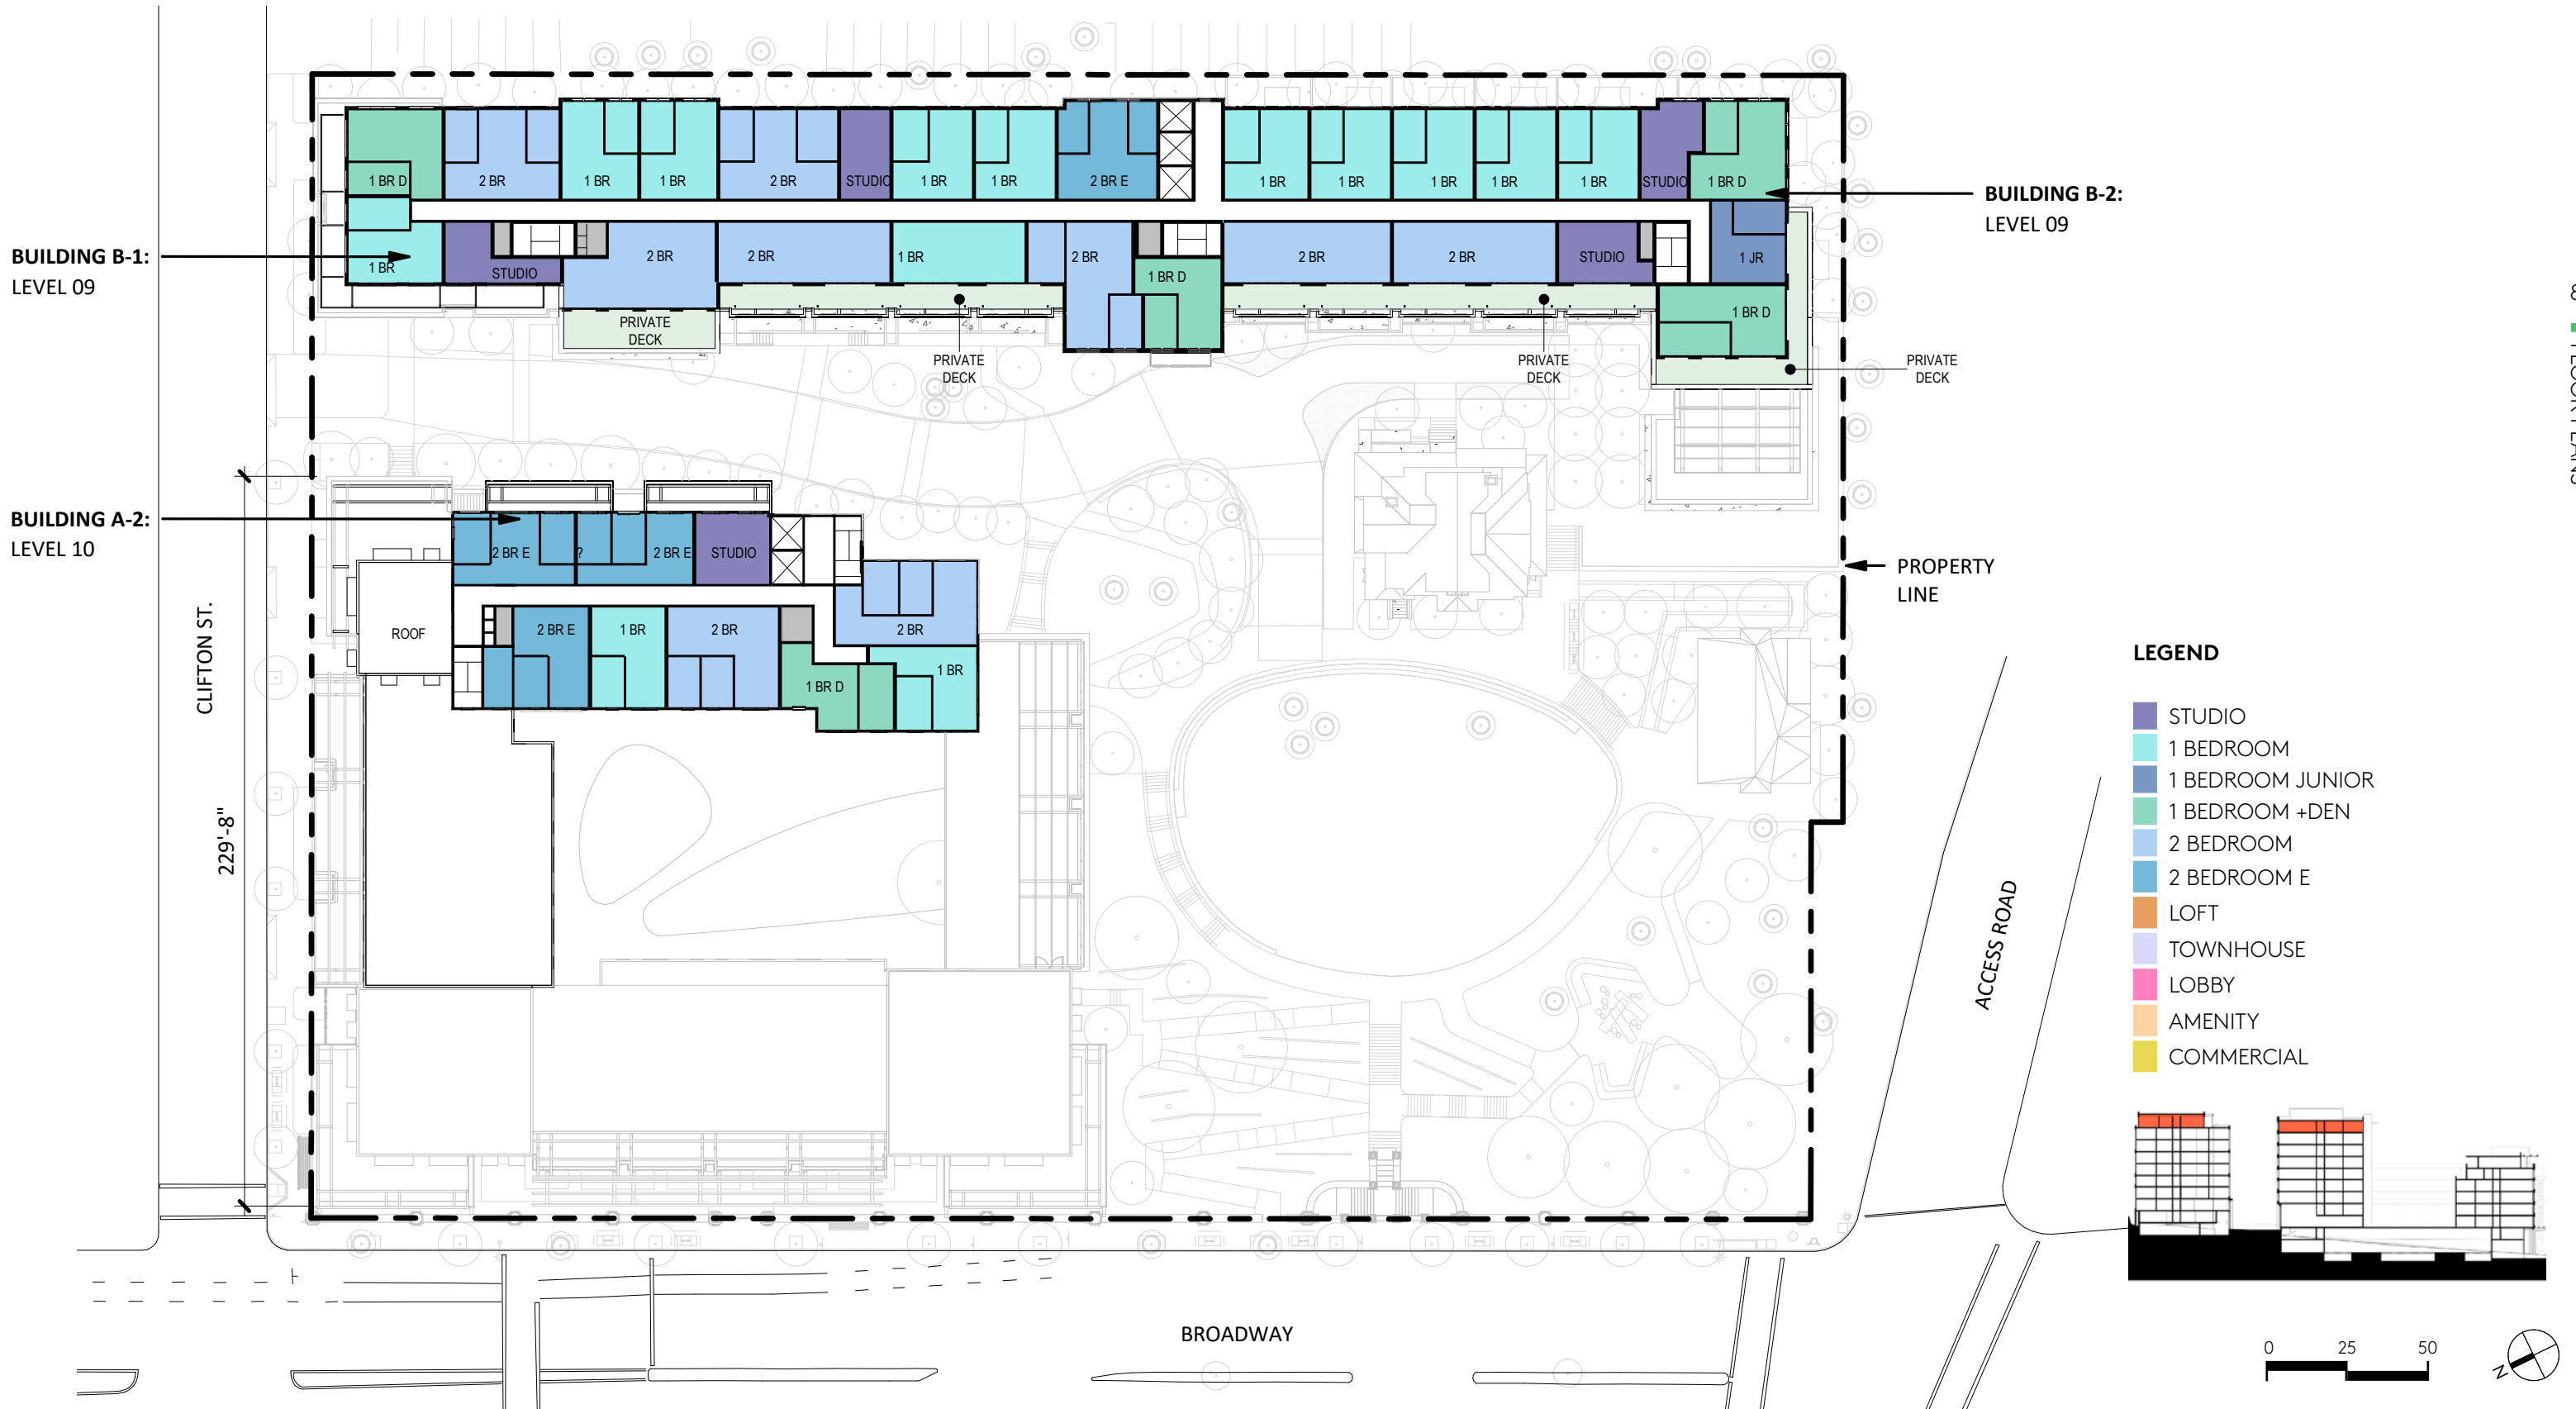 1 BR D
2 BR
1 BR
1 BR
2 BR
STUDIO
1 BR
1 BR
2 BR E
1 BR
1 BR
1 BR
1 BR
1 BR
STUDIO
1 BR D
BUILDING B-2:
LEVEL 09
BUILDING B-1:
LEVEL 09
1 BR
STUDIO
2 BR
2 BR
1 BR
2 BR
1 BR D
2 BR
2 BR
STUDIO
1 JR
1 BR D
PRIVATE
DECK
PRIVATE
DECK
PRIVATE
DECK
PRIVATE
DECK
FLOOR PLANS
BUILDING A-2:
LEVEL 10
2 BR E
?
2 BR E
STUDIO
ROOF
2 BR E
1 BR
2 BR
2 BR
1 BR D
1 BR
PROPERTY
LINE
CLIFTON ST.
229'-8"
ACCESS ROAD
BROADWAY
LEGEND
STUDIO
1 BEDROOM
1 BEDROOM JUNIOR
1 BEDROOM +DEN
2 BEDROOM
2 BEDROOM E
LOFT
TOWNHOUSE
LOBBY
AMENITY
COMMERCIAL
0 25 50
N